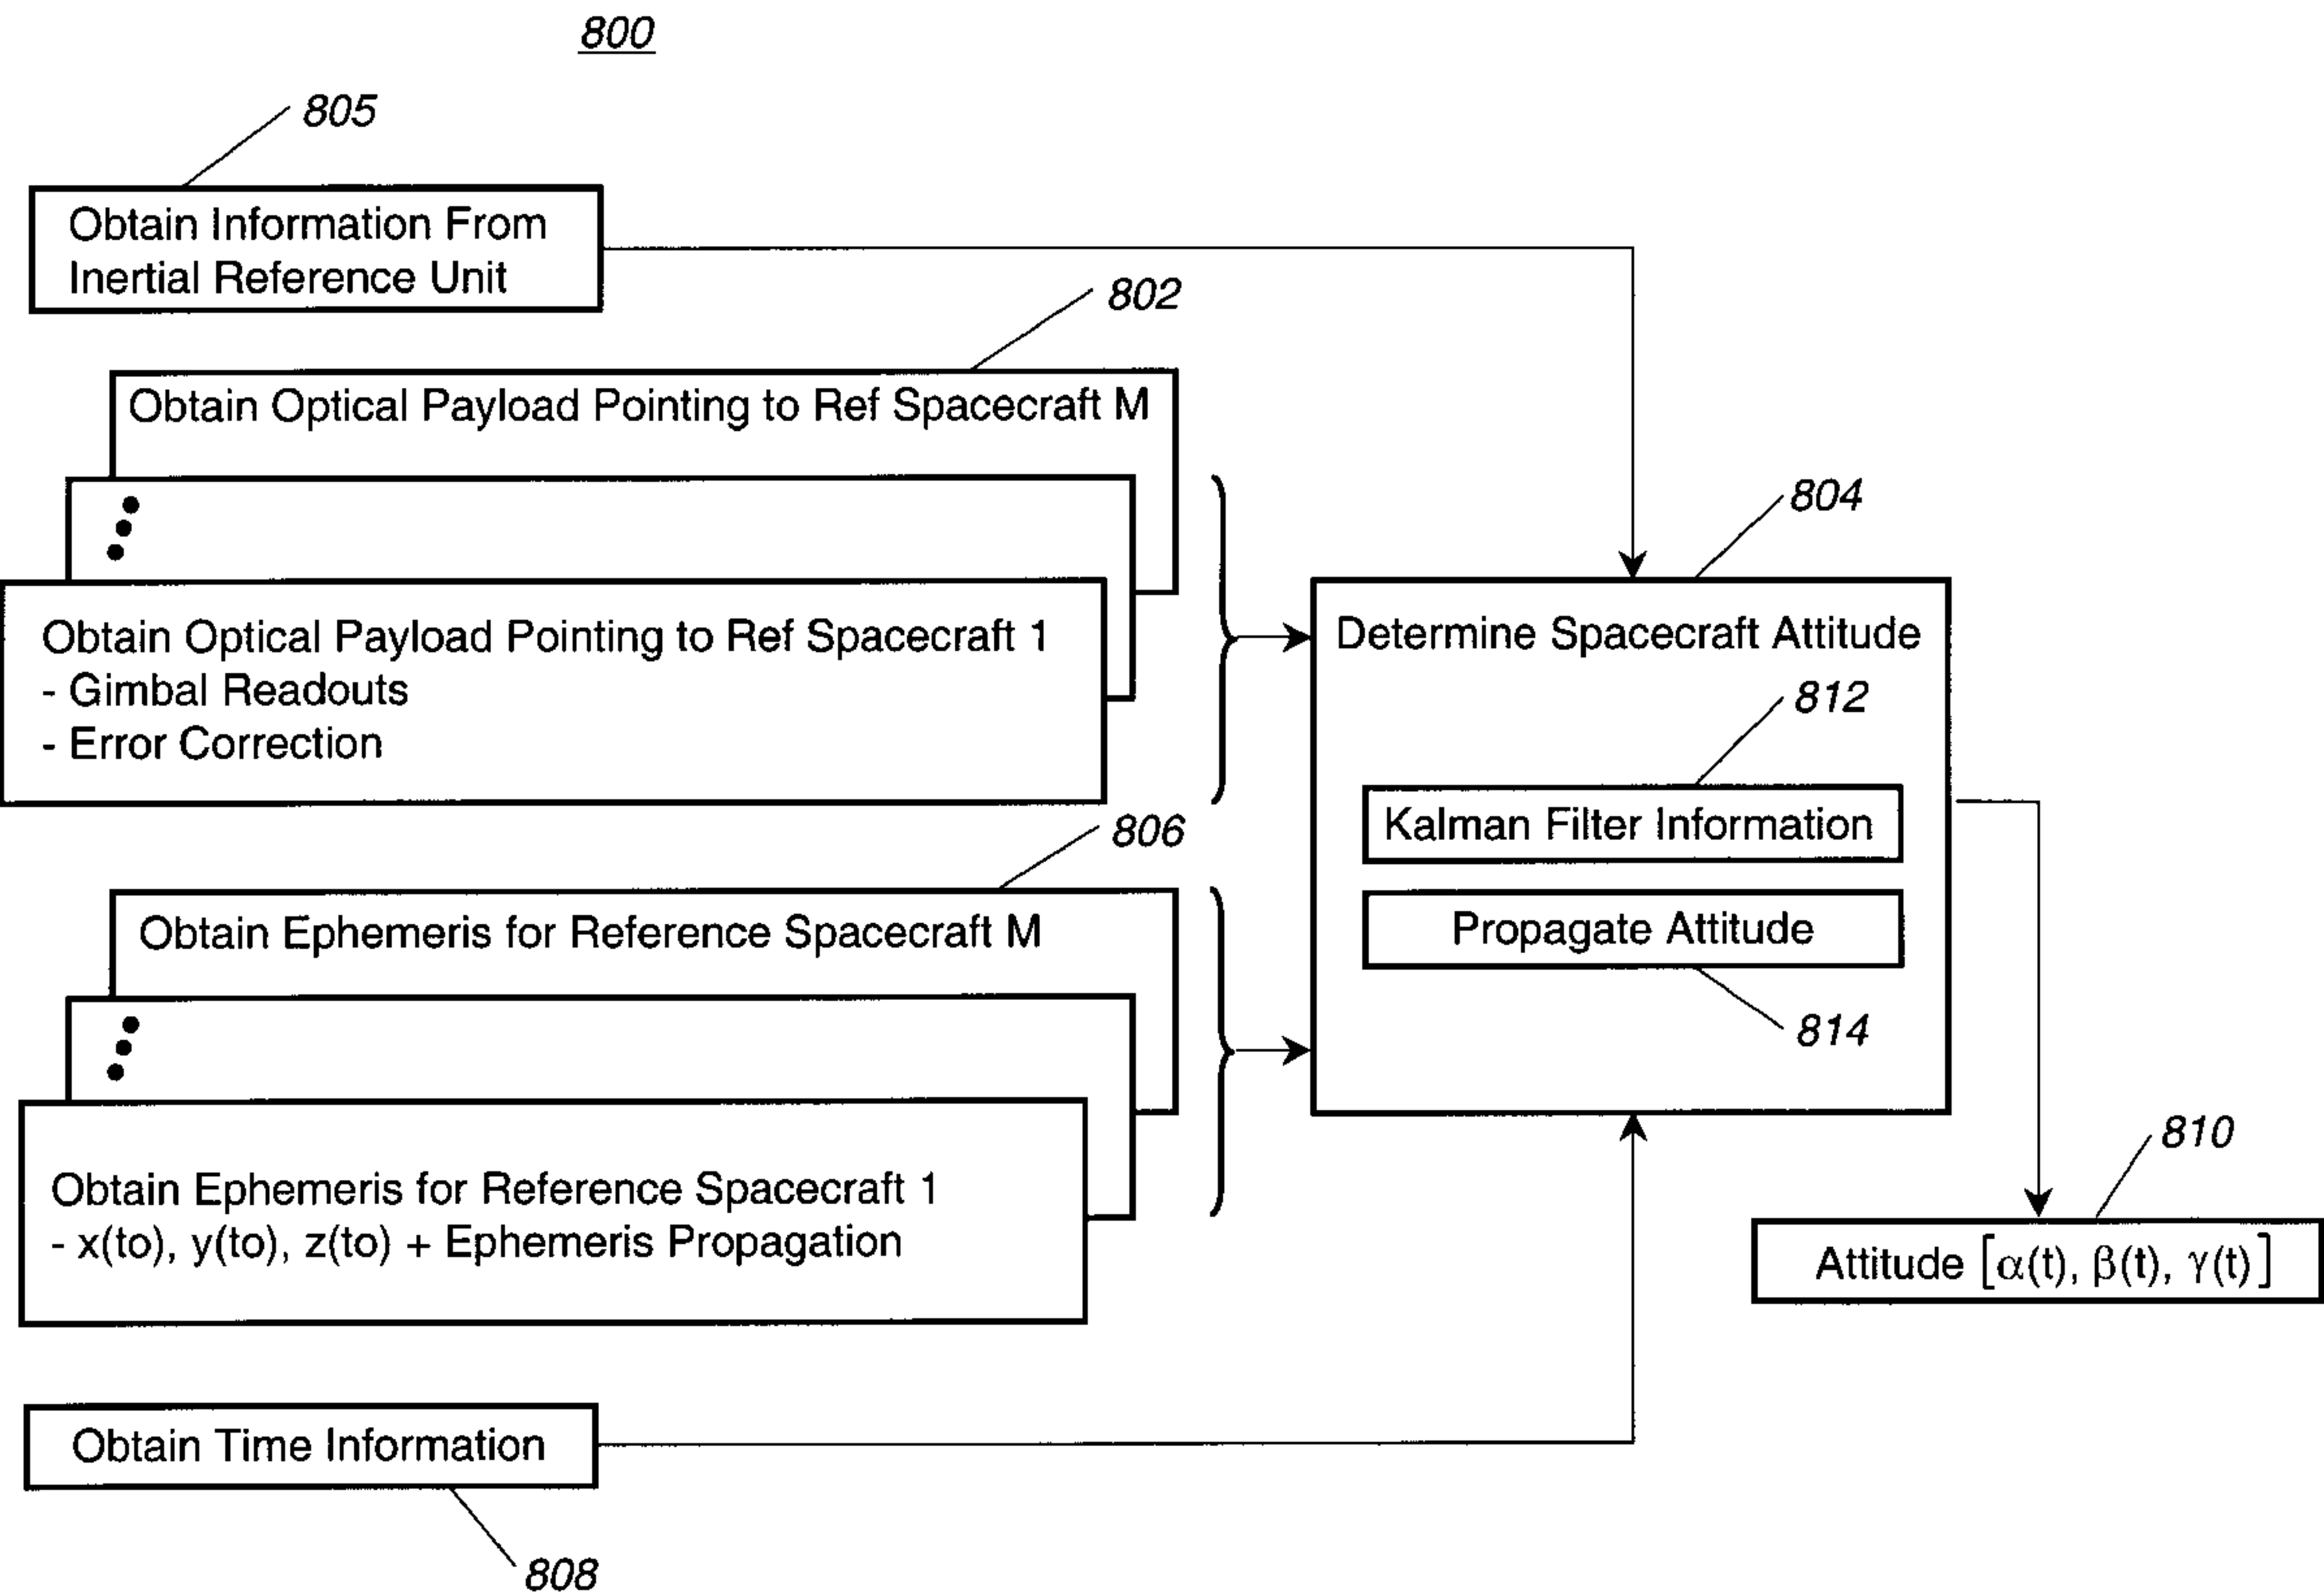 800
805
Obtain Information From
Inertial Reference Unit
802
Obtain Optical Payload Pointing to Ref Spacecraft M
Obtain Optical Payload Pointing to Ref Spacecraft 1
- Gimbal Readouts
- Error Correction
804
Determine Spacecraft Attitude
812
Kalman Filter Information
Propagate Attitude
814
806
Obtain Ephemeris for Reference Spacecraft M
Obtain Ephemeris for Reference Spacecraft 1
- x(to), y(to), z(to) + Ephemeris Propagation
810
Attitude [α(t), β(t), γ(t)]
Obtain Time Information
808